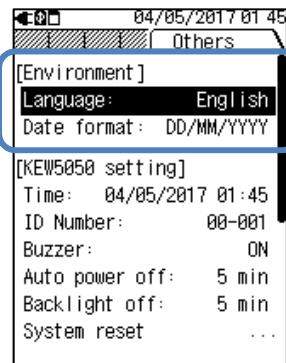 04/05/2017 01 45
Others
[Environment]
Language: English
Date format: DD/MM/YYYY
[KEW5050 setting]
Time: 04/05/2017 01:45
ID Number: 00-001
Buzzer: ON
Auto power off: 5 min
Backlight off: 5 min
System reset ...